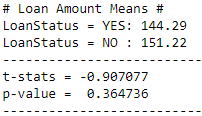 # Loan Amount Means #
LoanStatus = YES: 144.29
LoanStatus = NO : 151.22
-------------------------
t-stats = -0.907077
p-value =  0.364736
-------------------------